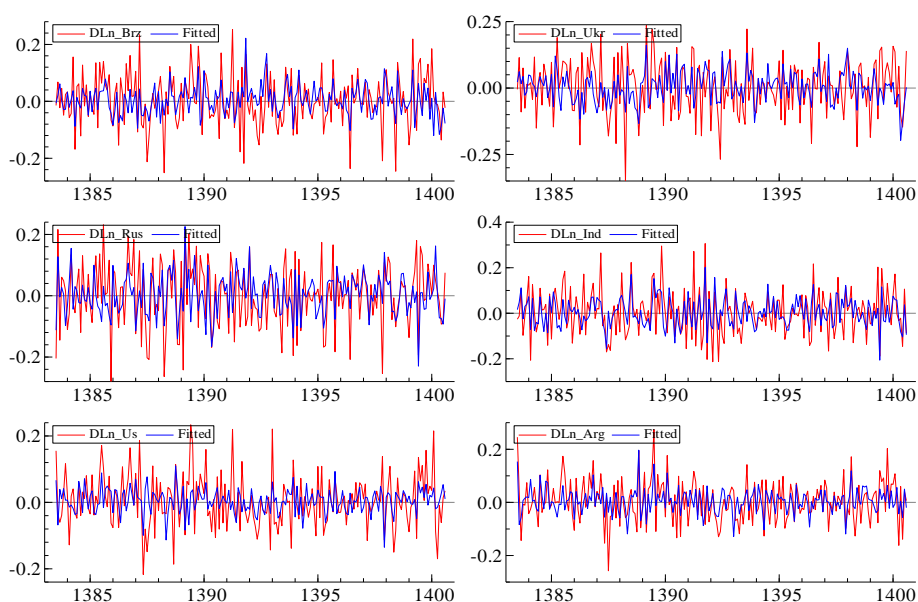 DLn_Brz Fitted
0.2
0.0
-0.2
1385 1390 1395 1400
DLn_Ukr Fitted
0.25
0.00
-0.25
1385 1390 1395 1400
DLn_Rus Fitted
0.2
0.0
-0.2
1385 1390 1395 1400
DLn_Ind Fitted
0.4
0.2
0.0
-0.2
1385 1390 1395 1400
DLn_Us Fitted
0.2
0.0
-0.2
1385 1390 1395 1400
DLn_Arg Fitted
0.2
0.0
-0.2
1385 1390 1395 1400